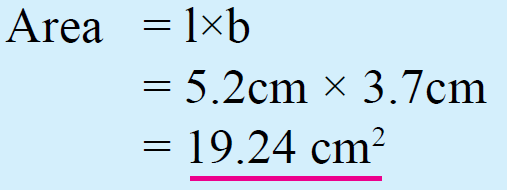 Area = l×b
= 5.2cm × 3.7cm
= 19.24 cm²